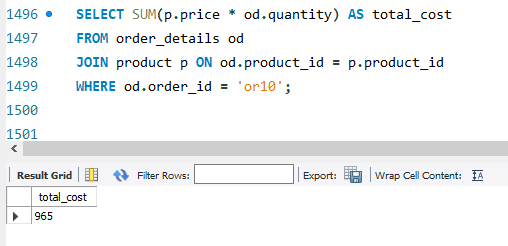 1496 SELECT SUM(p.price * od.quantity) AS total_cost
1497 FROM order_details od
1498 JOIN product p ON od.product_id = p.product_id
1499 WHERE od.order_id = 'or10';
1500
1501
Result Grid Filter Rows: Export: Wrap Cell Content: IA
total_cost
965